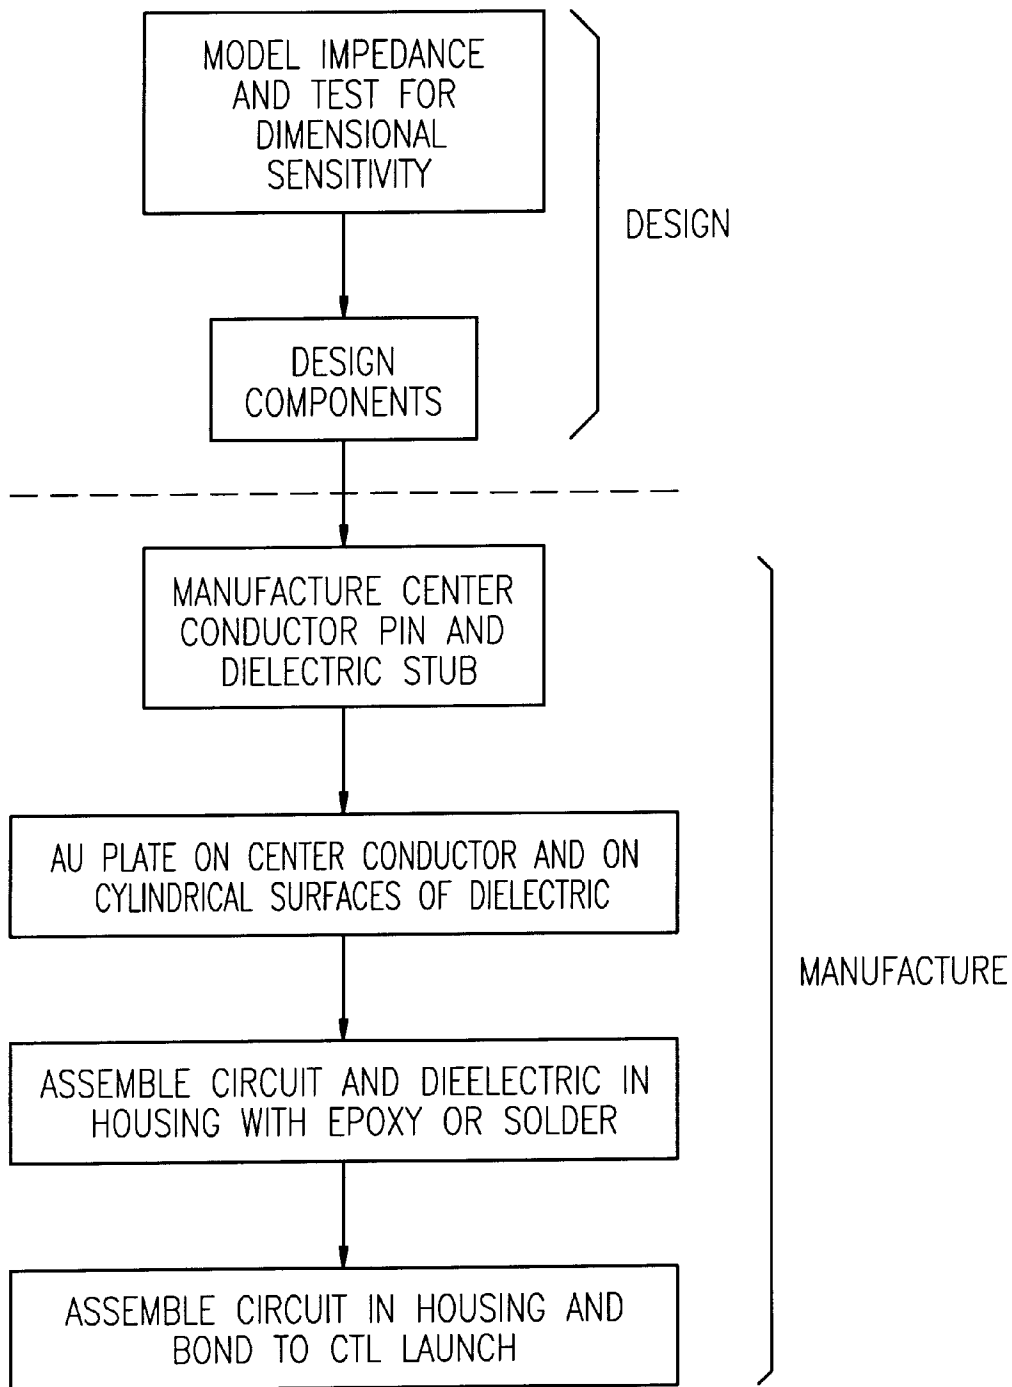 MODEL IMPEDANCE
AND TEST FOR
DIMENSIONAL
SENSITIVITY
DESIGN
DESIGN
COMPONENTS
MANUFACTURE CENTER
CONDUCTOR PIN AND
DIELECTRIC STUB
AU PLATE ON CENTER CONDUCTOR AND ON
CYLINDRICAL SURFACES OF DIELECTRIC
MANUFACTURE
ASSEMBLE CIRCUIT AND DIEELECTRIC IN
HOUSING WITH EPOXY OR SOLDER
ASSEMBLE CIRCUIT IN HOUSING AND
BOND TO CTL LAUNCH